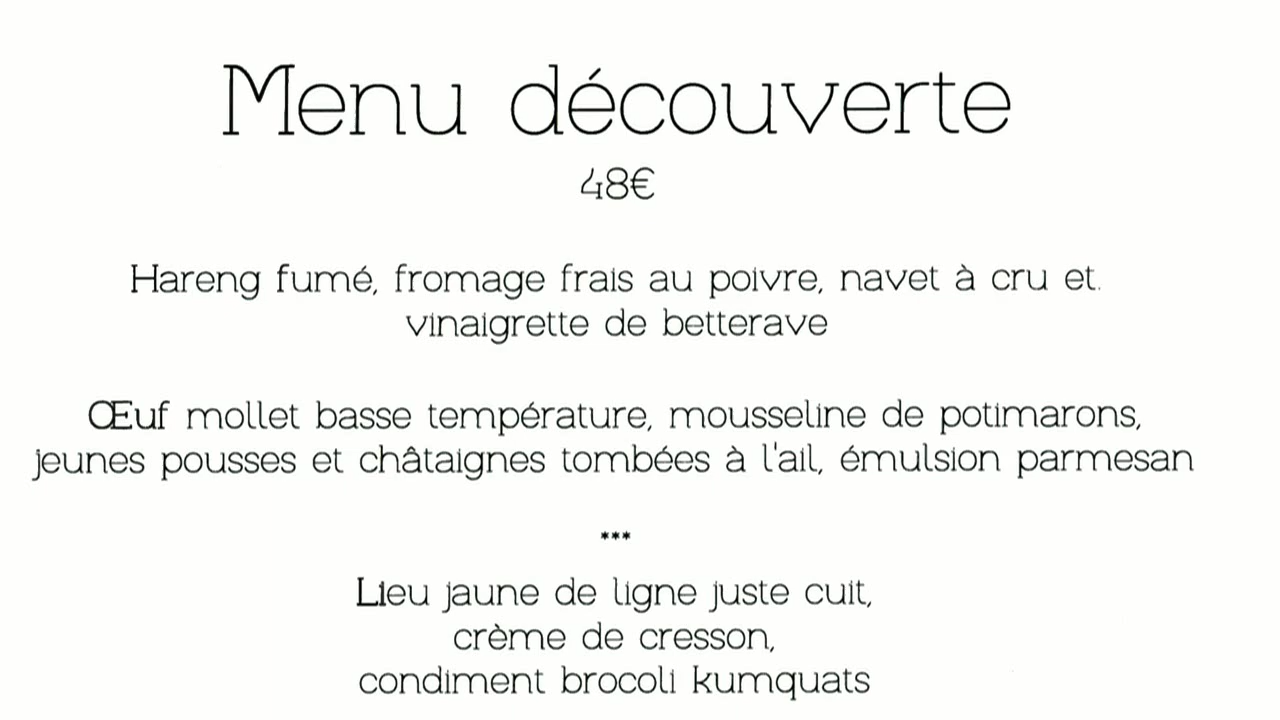 Menu découverte
48€
Hareng fumé, fromage frais au poivre, navet à cru et
vinaigrette de betterave
Œuf mollet basse température, mousseline de potimarons,
jeunes pousses et châtaignes tombées à l'ail, émulsion parmesan
***
Lieu jaune de ligne juste cuit,
crème de cresson,
condiment brocoli kumquats